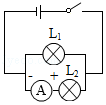 L₁
- + L₂
A